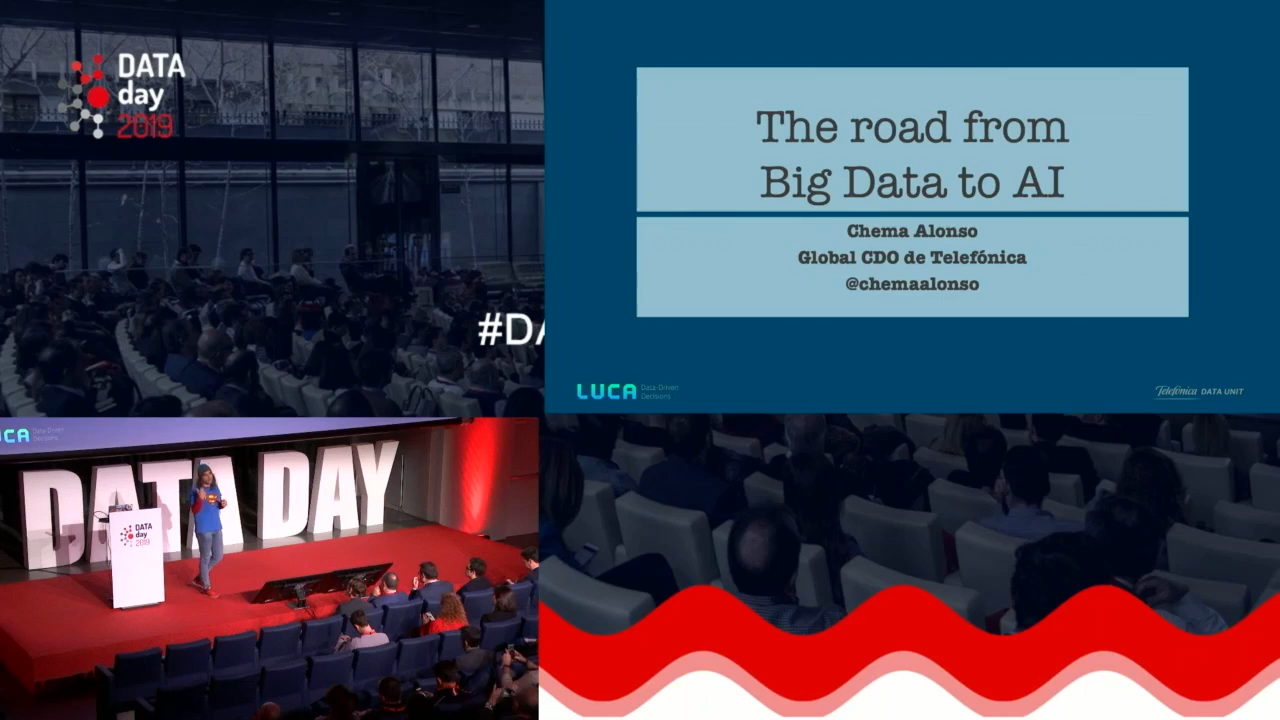 DATA
day
2019
The road from
Big Data to AI
Chema Alonso
Global CDO de Telefónica
@chemaalonso
#DA
LUCA Data-Driven
Decisions
Telefónica DATA UNIT
CA Data-Driven
Decisions
DATA DAY
DATA
day
2019